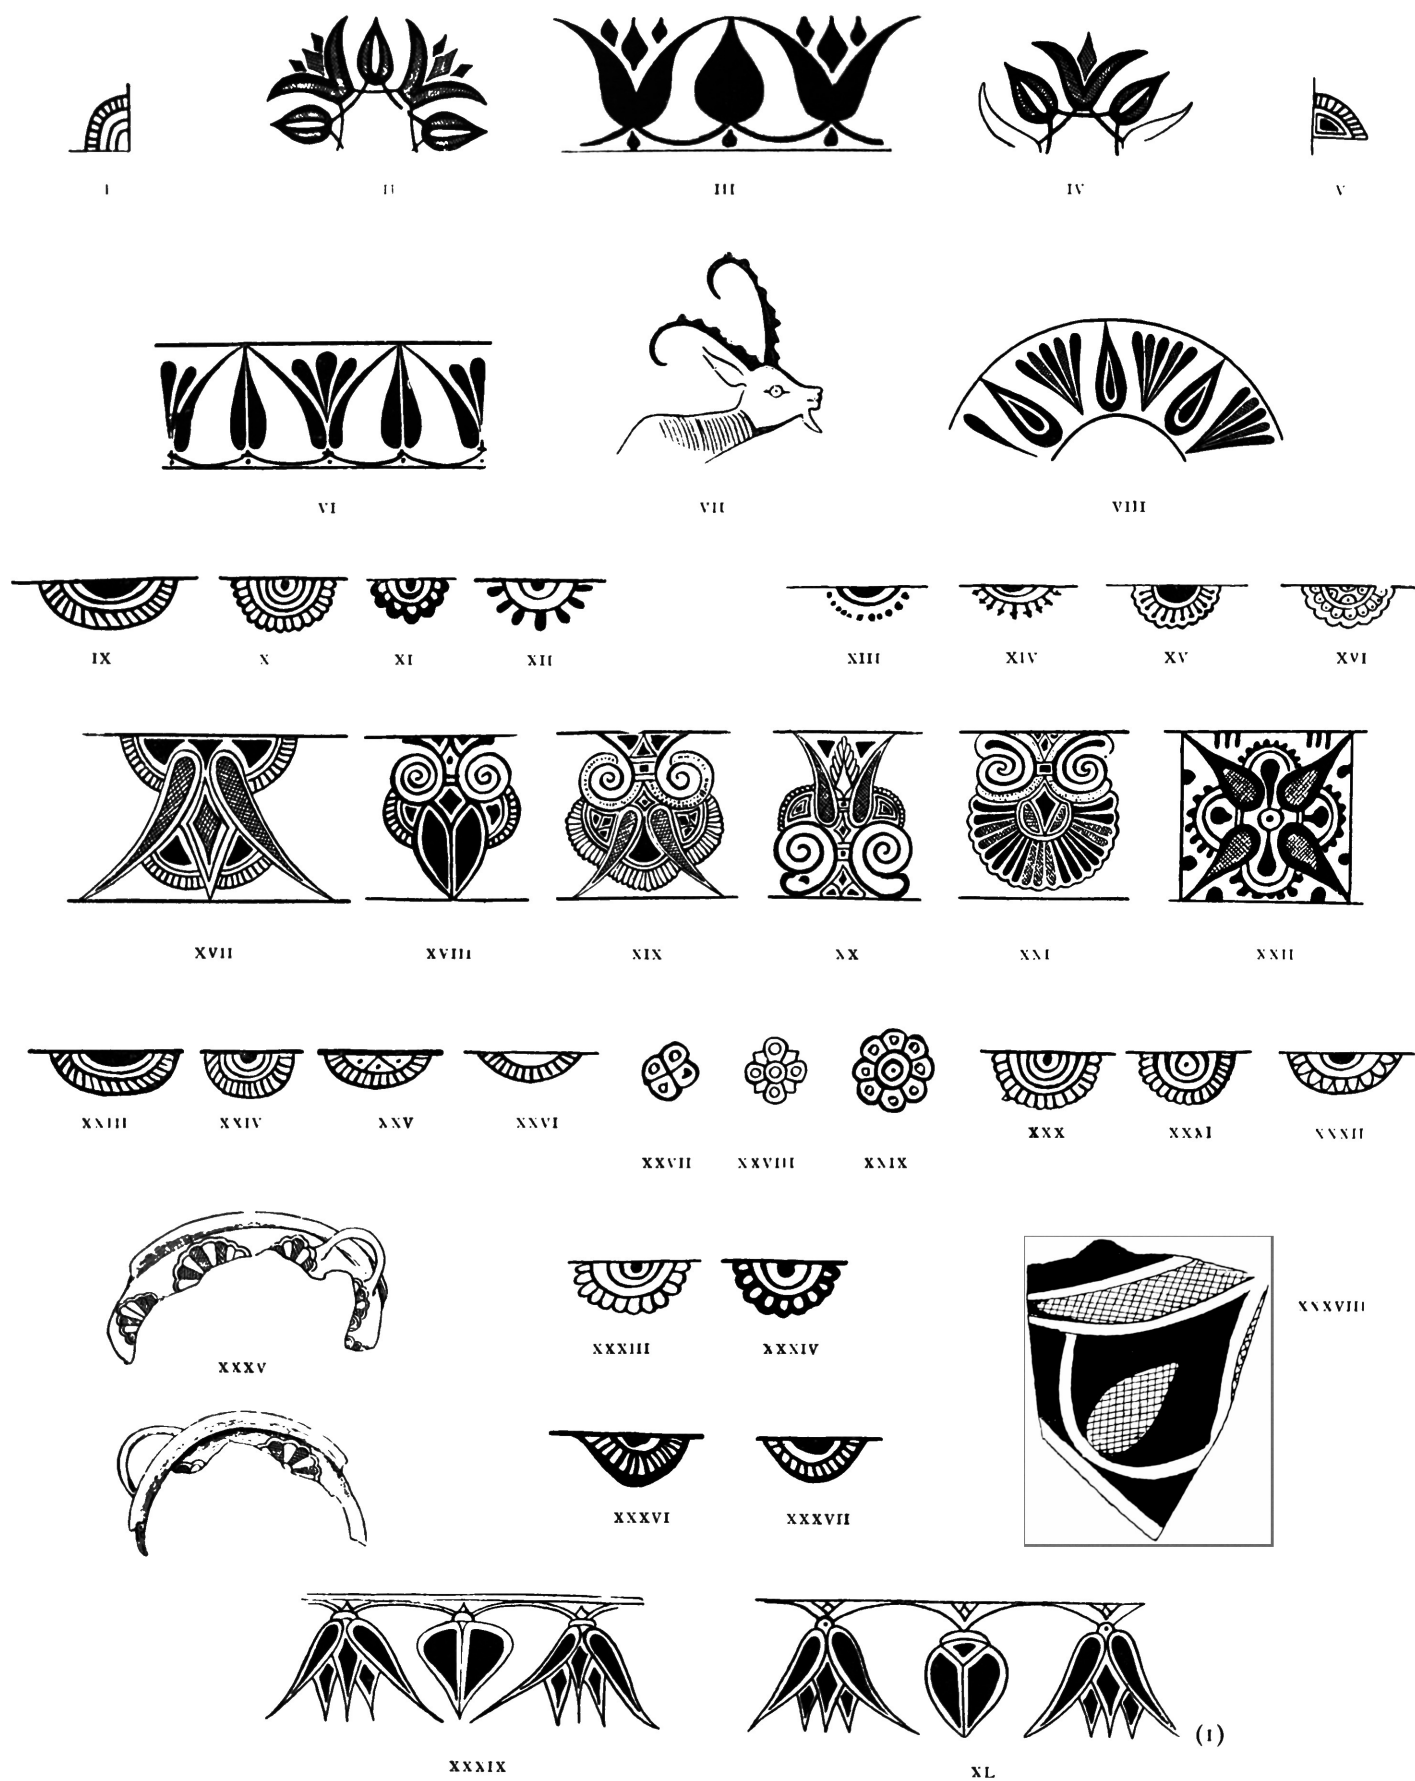 I II III IV V
VI VII VIII
IX X XI XII XIII XIV XV XVI
XVII XVIII XIX XX XXI XXII
XXIII XXIV XXV XXVI XXVII XXVIII XXIX XXX XXXI XXXII
XXXV XXXIII XXXIV XXXVIII
XXXVI XXXVII
XXXIX XL (1)